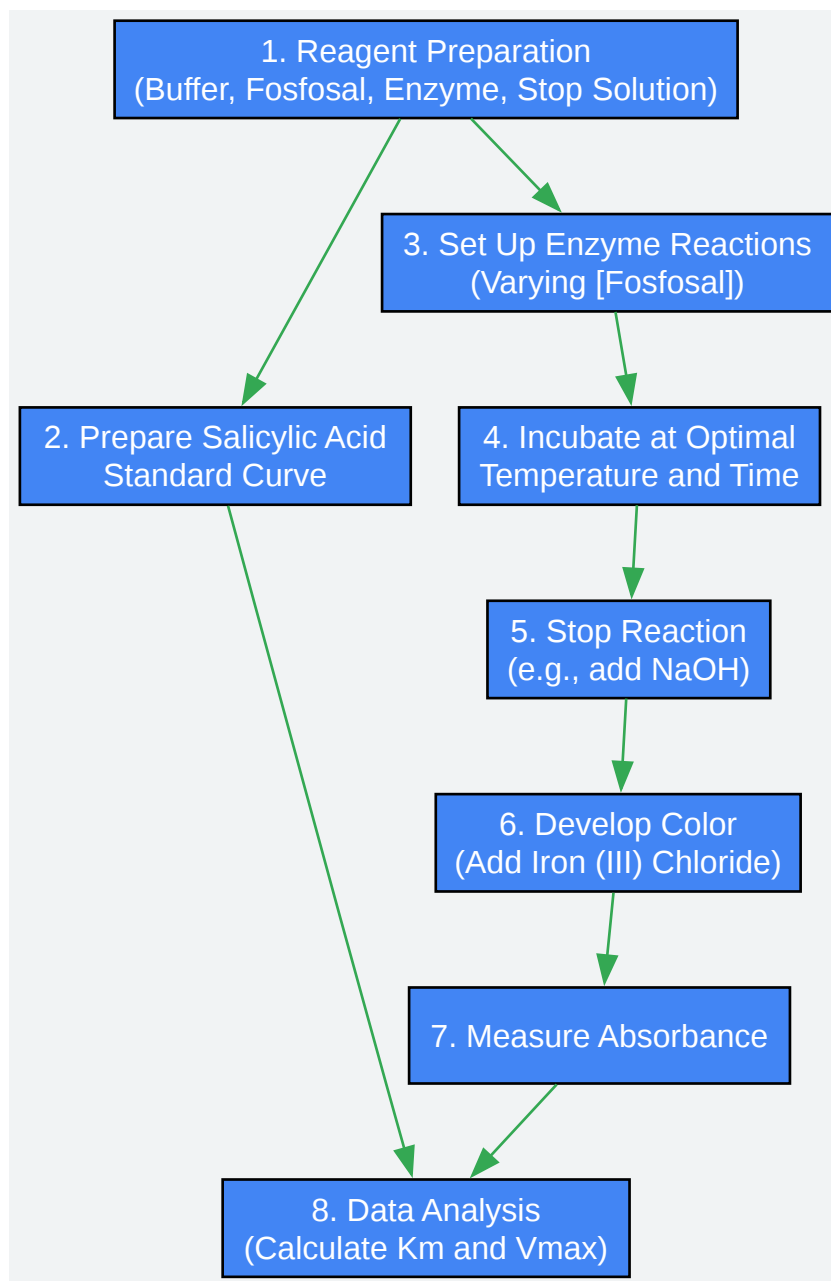 1. Reagent Preparation
(Buffer, Fosfosal, Enzyme, Stop Solution)
3. Set Up Enzyme Reactions
(Varying [Fosfosal])
2. Prepare Salicylic Acid
Standard Curve
4. Incubate at Optimal
Temperature and Time
5. Stop Reaction
(e.g., add NaOH)
6. Develop Color
(Add Iron (III) Chloride)
7. Measure Absorbance
8. Data Analysis
(Calculate Km and Vmax)